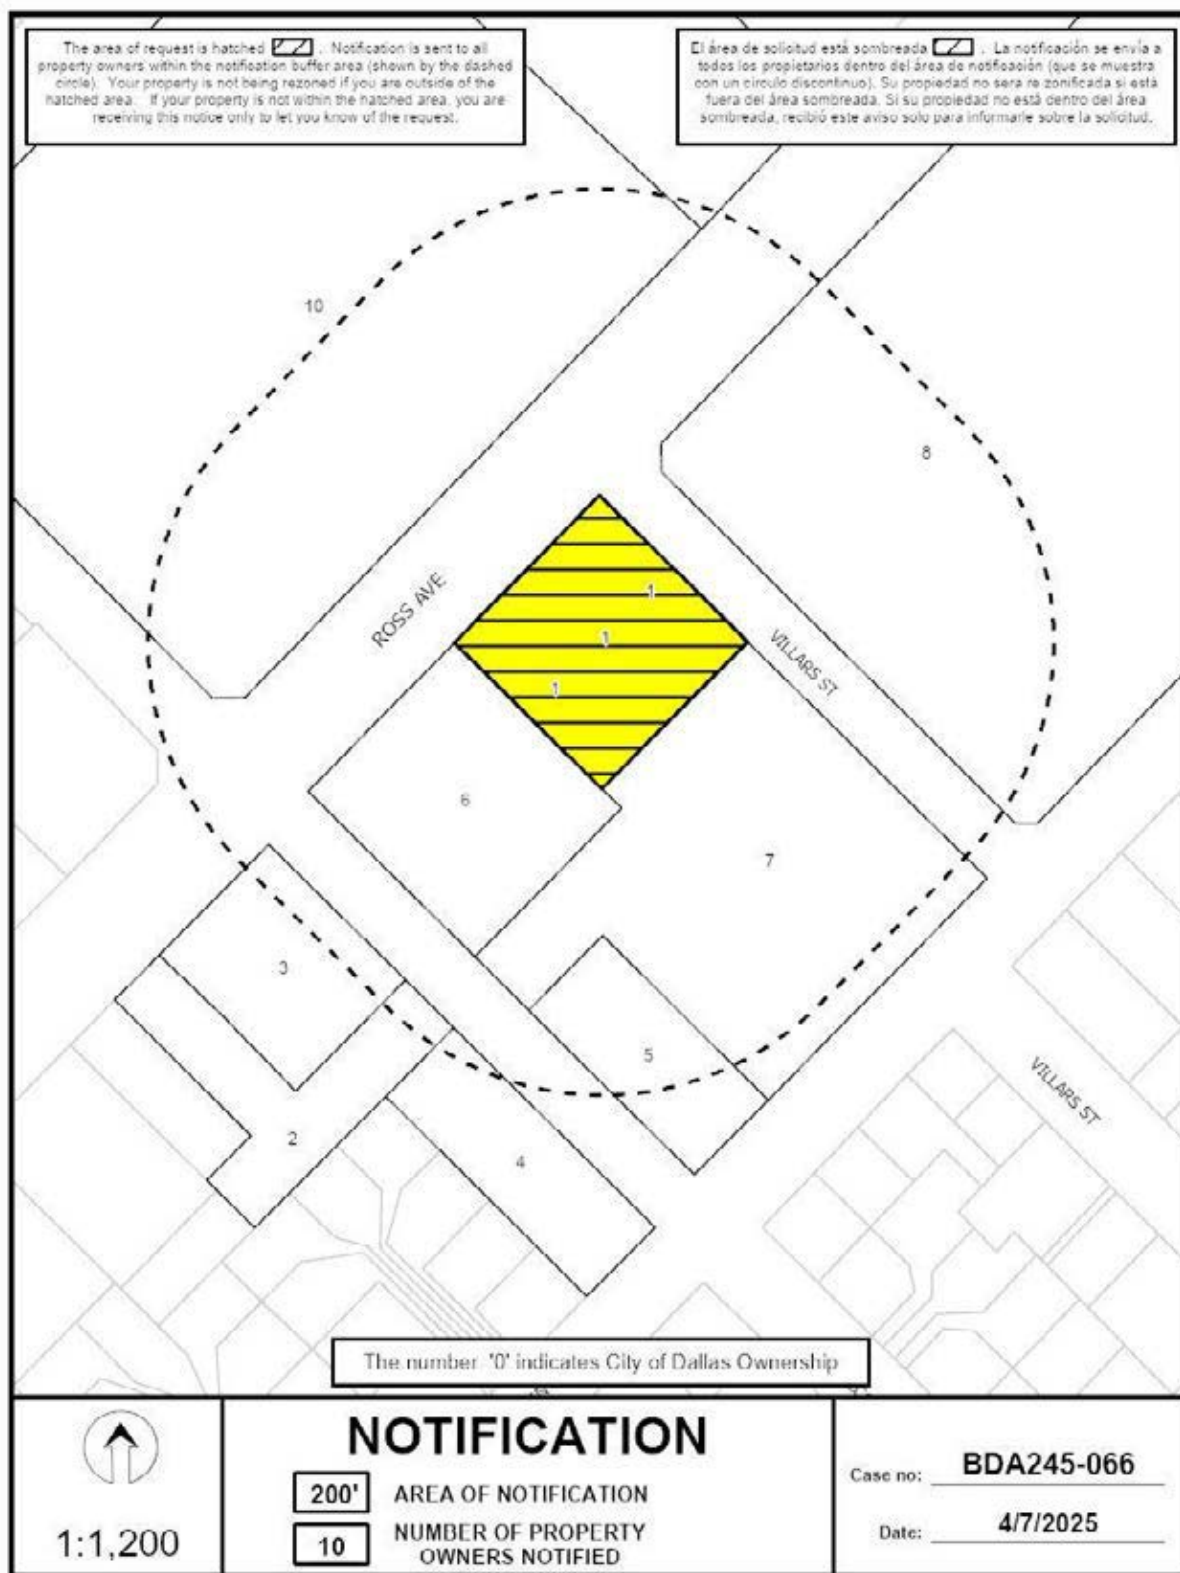 The area of request is hatched . Notification is sent to all
property owners within the notification buffer area (shown by the dashed
circle). Your property is not being rezoned if you are outside of the
hatched area. If your property is not within the hatched area, you are
receiving this notice only to let you know of the request.
El área de solicitud está sombreada . La notificación se envía a
todos los propietarios dentro del área de notificación (que se muestra
con un círculo discontinuo). Su propiedad no sera re zonificada si está
fuera del área sombreada. Si su propiedad no está dentro del área
sombreada, recibió este aviso solo para informarle sobre la solicitud.
10
8
ROSS AVE
1
1
1
VILLARS ST
6
7
3
5
VILLARS ST
2
4
The number '0' indicates City of Dallas Ownership
1:1,200
NOTIFICATION
200' AREA OF NOTIFICATION
10 NUMBER OF PROPERTY
OWNERS NOTIFIED
Case no: BDA245-066
Date: 4/7/2025